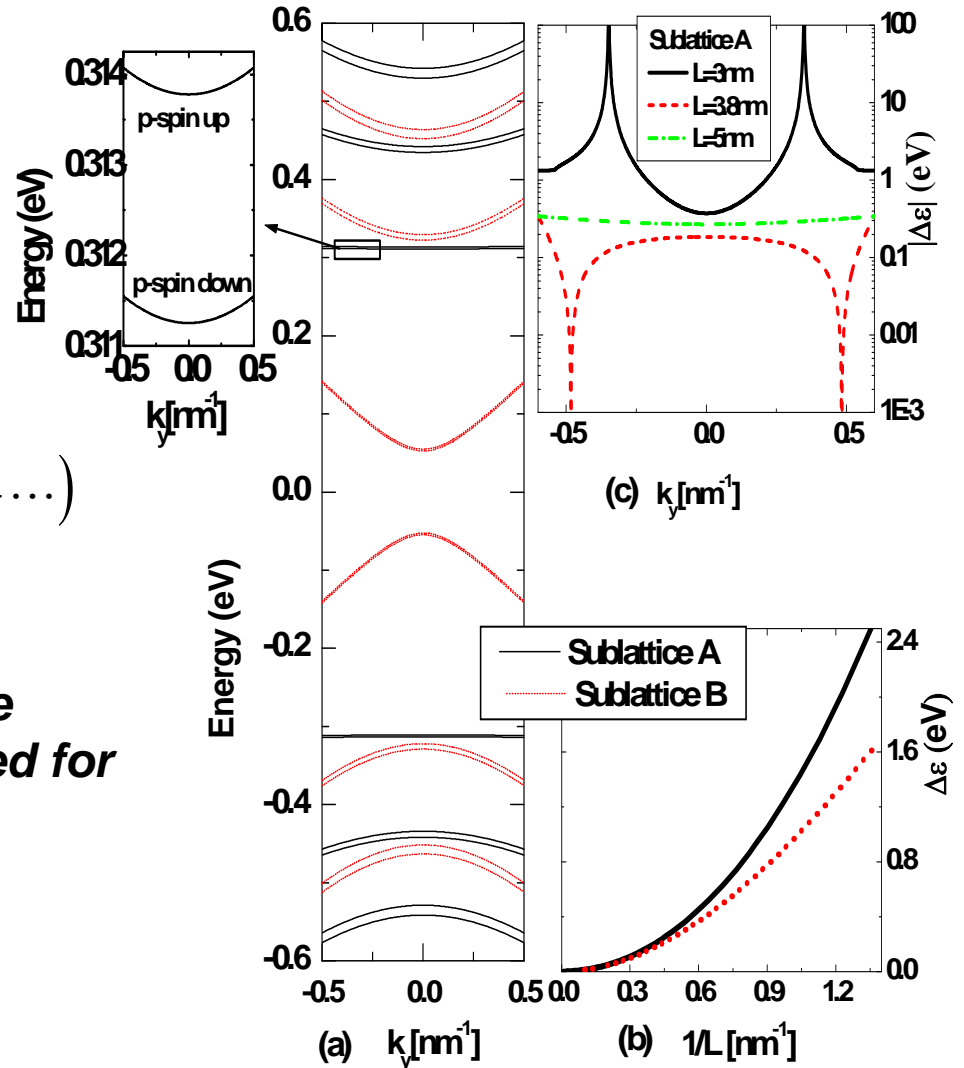 0.314
0.313
0.312
0.311
Energy (eV)
p-spin up
p-spin down
-0.5 0.0 0.5
k_y[nm^-1]
…)
e
ed for
0.6
0.4
0.2
0.0
-0.2
-0.4
-0.6
Energy (eV)
-0.5 0.0 0.5
(a) k_y[nm^-1]
Sublattice A
L=3nm
L=3.8nm
L=5nm
100
10
1
0.1
0.01
1E-3
|Δε| (eV)
-0.5 0.0 0.5
(c) k_y[nm^-1]
Sublattice A
Sublattice B
2.4
1.6
0.8
0.0
Δε (eV)
0.0 0.3 0.6 0.9 1.2
(b) 1/L [nm^-1]